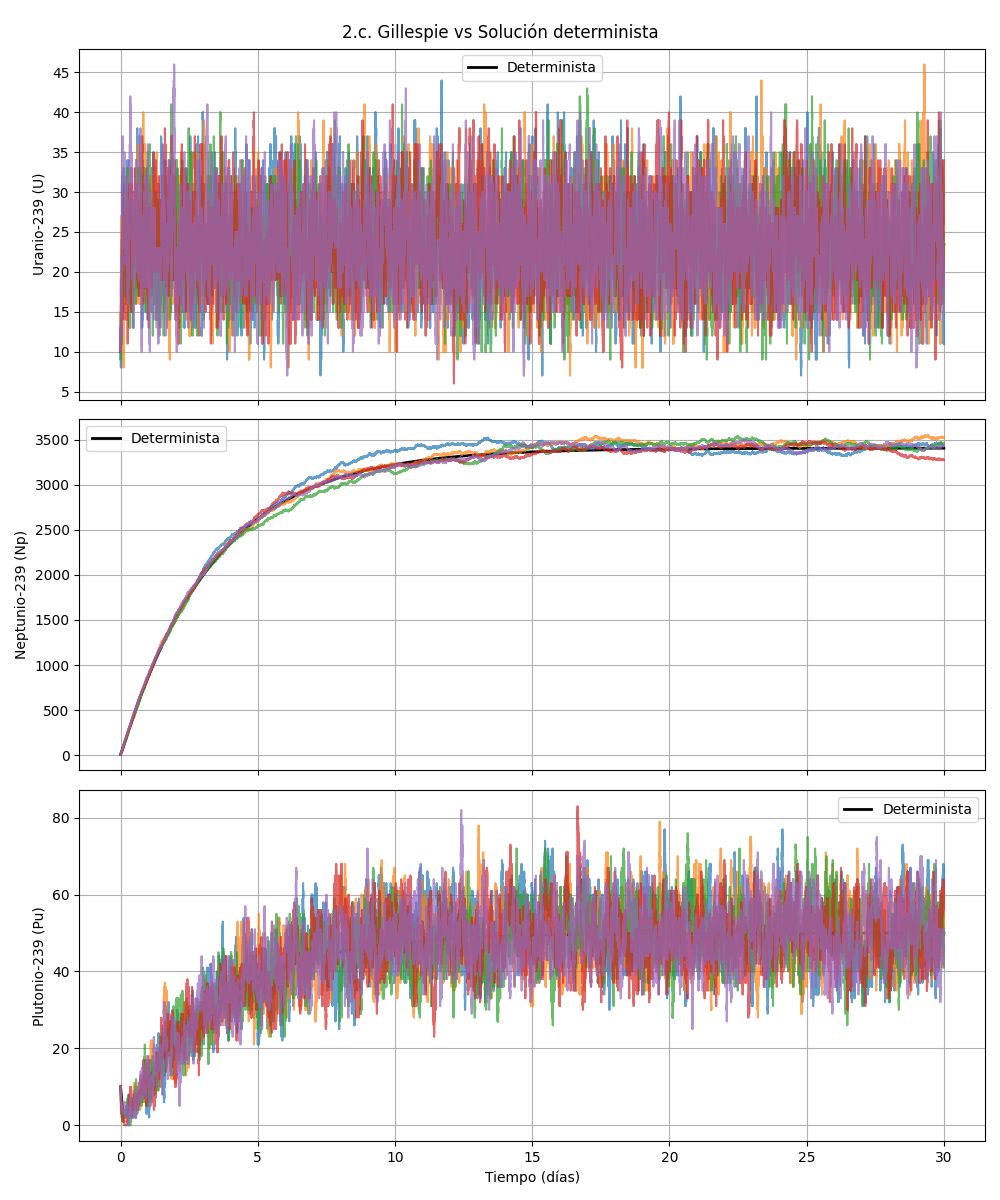 2.c. Gillespie vs Solución determinista
Determinista
45
40
35
30
25
20
15
10
5
Uranio-239 (U)
Determinista
3500
3000
2500
2000
1500
1000
500
0
Neptunio-239 (Np)
Determinista
80
60
40
20
0
Plutonio-239 (Pu)
0 5 10 15 20 25 30
Tiempo (días)